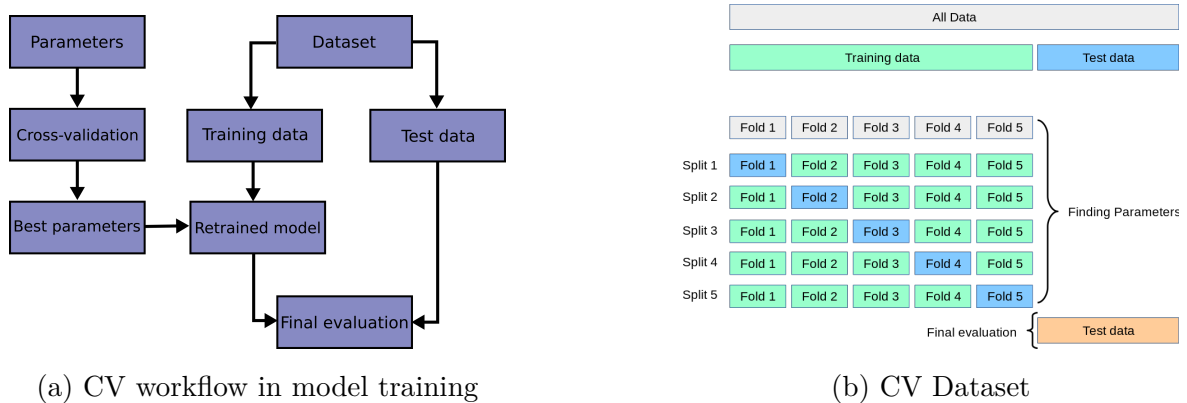 Parameters
Dataset
Cross-validation
Training data
Test data
Best parameters
Retrained model
Final evaluation
(a) CV workflow in model training
All Data
Training data
Test data
Fold 1 Fold 2 Fold 3 Fold 4 Fold 5
Split 1 Fold 1 Fold 2 Fold 3 Fold 4 Fold 5
Split 2 Fold 1 Fold 2 Fold 3 Fold 4 Fold 5
Split 3 Fold 1 Fold 2 Fold 3 Fold 4 Fold 5
Split 4 Fold 1 Fold 2 Fold 3 Fold 4 Fold 5
Split 5 Fold 1 Fold 2 Fold 3 Fold 4 Fold 5
Finding Parameters
Final evaluation
Test data
(b) CV Dataset